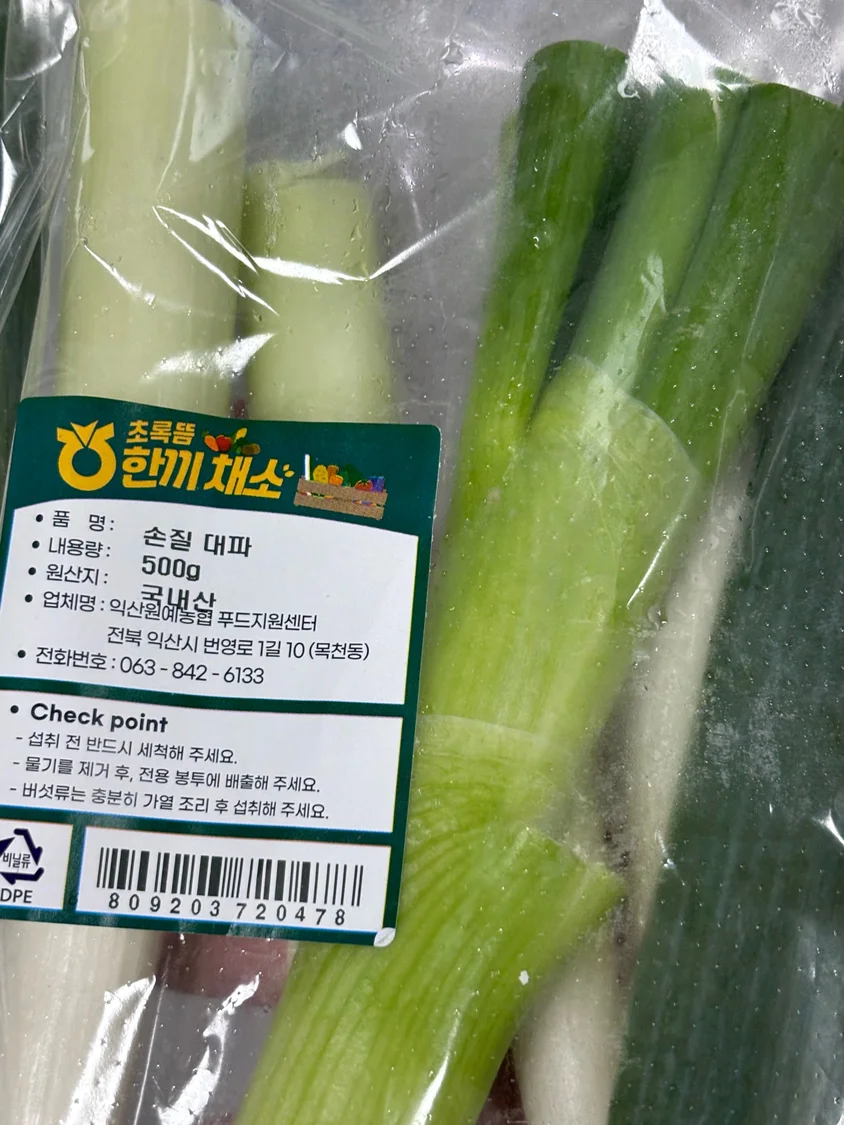 초록뜸
한끼 채소
• 품 명 : 손질 대파
• 내용량 : 500g
• 원산지 : 국내산
• 업체명 : 익산원예농협 푸드지원센터
전북 익산시 번영로 1길 10 (목천동)
• 전화번호 : 063 - 842 - 6133
• Check point
- 섭취 전 반드시 세척해 주세요.
- 물기를 제거 후, 전용 봉투에 배출해 주세요.
- 버섯류는 충분히 가열 조리 후 섭취해 주세요.
비닐류
DPE
8 809203 720478